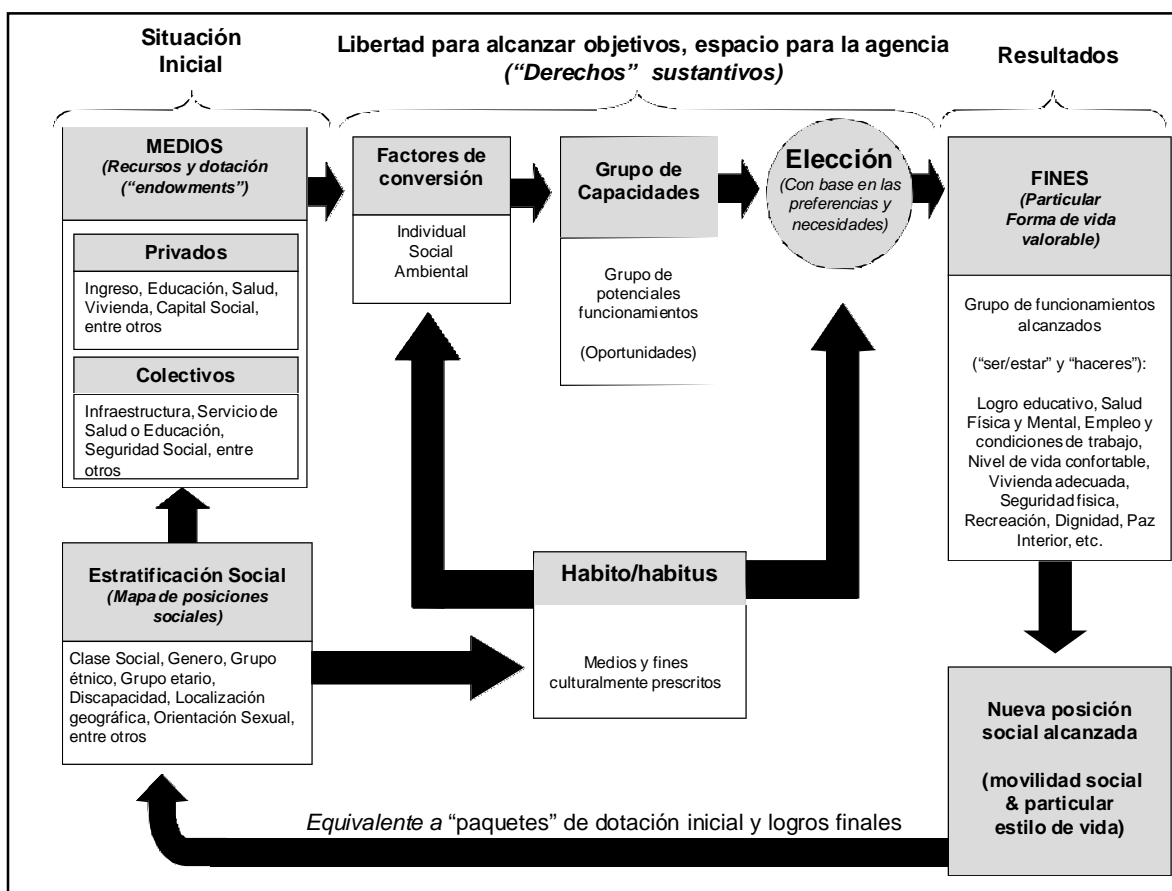 Situación
Inicial
Libertad para alcanzar objetivos, espacio para la agencia
(“Derechos” sustantivos)
Resultados
MEDIOS
(Recursos y dotación
(“endowments”)
Privados
Ingreso, Educación, Salud,
Vivienda, Capital Social,
entre otros
Colectivos
Infraestructura, Servicio de
Salud o Educación,
Seguridad Social, entre
otros
Factores de
conversión
Individual
Social
Ambiental
Grupo de
Capacidades
Grupo de
potenciales
funcionamientos
(Oportunidades)
Elección
(Con base en las
preferencias y
necesidades)
FINES
(Particular
Forma de vida
valorable)
Grupo de funcionamientos
alcanzados
(“ser/estar” y “haceres”):
Logro educativo, Salud
Física y Mental, Empleo y
condiciones de trabajo,
Nivel de vida confortable,
Vivienda adecuada,
Seguridad física,
Recreación, Dignidad, Paz
Interior, etc.
Estratificación Social
(Mapa de posiciones
sociales)
Clase Social, Genero, Grupo
étnico, Grupo etario,
Discapacidad, Localización
geográfica, Orientación Sexual,
entre otros
Habito/habitus
Medios y fines
culturalmente prescritos
Nueva posición
social alcanzada
(movilidad social
& particular
estilo de vida)
Equivalente a “paquetes” de dotación inicial y logros finales